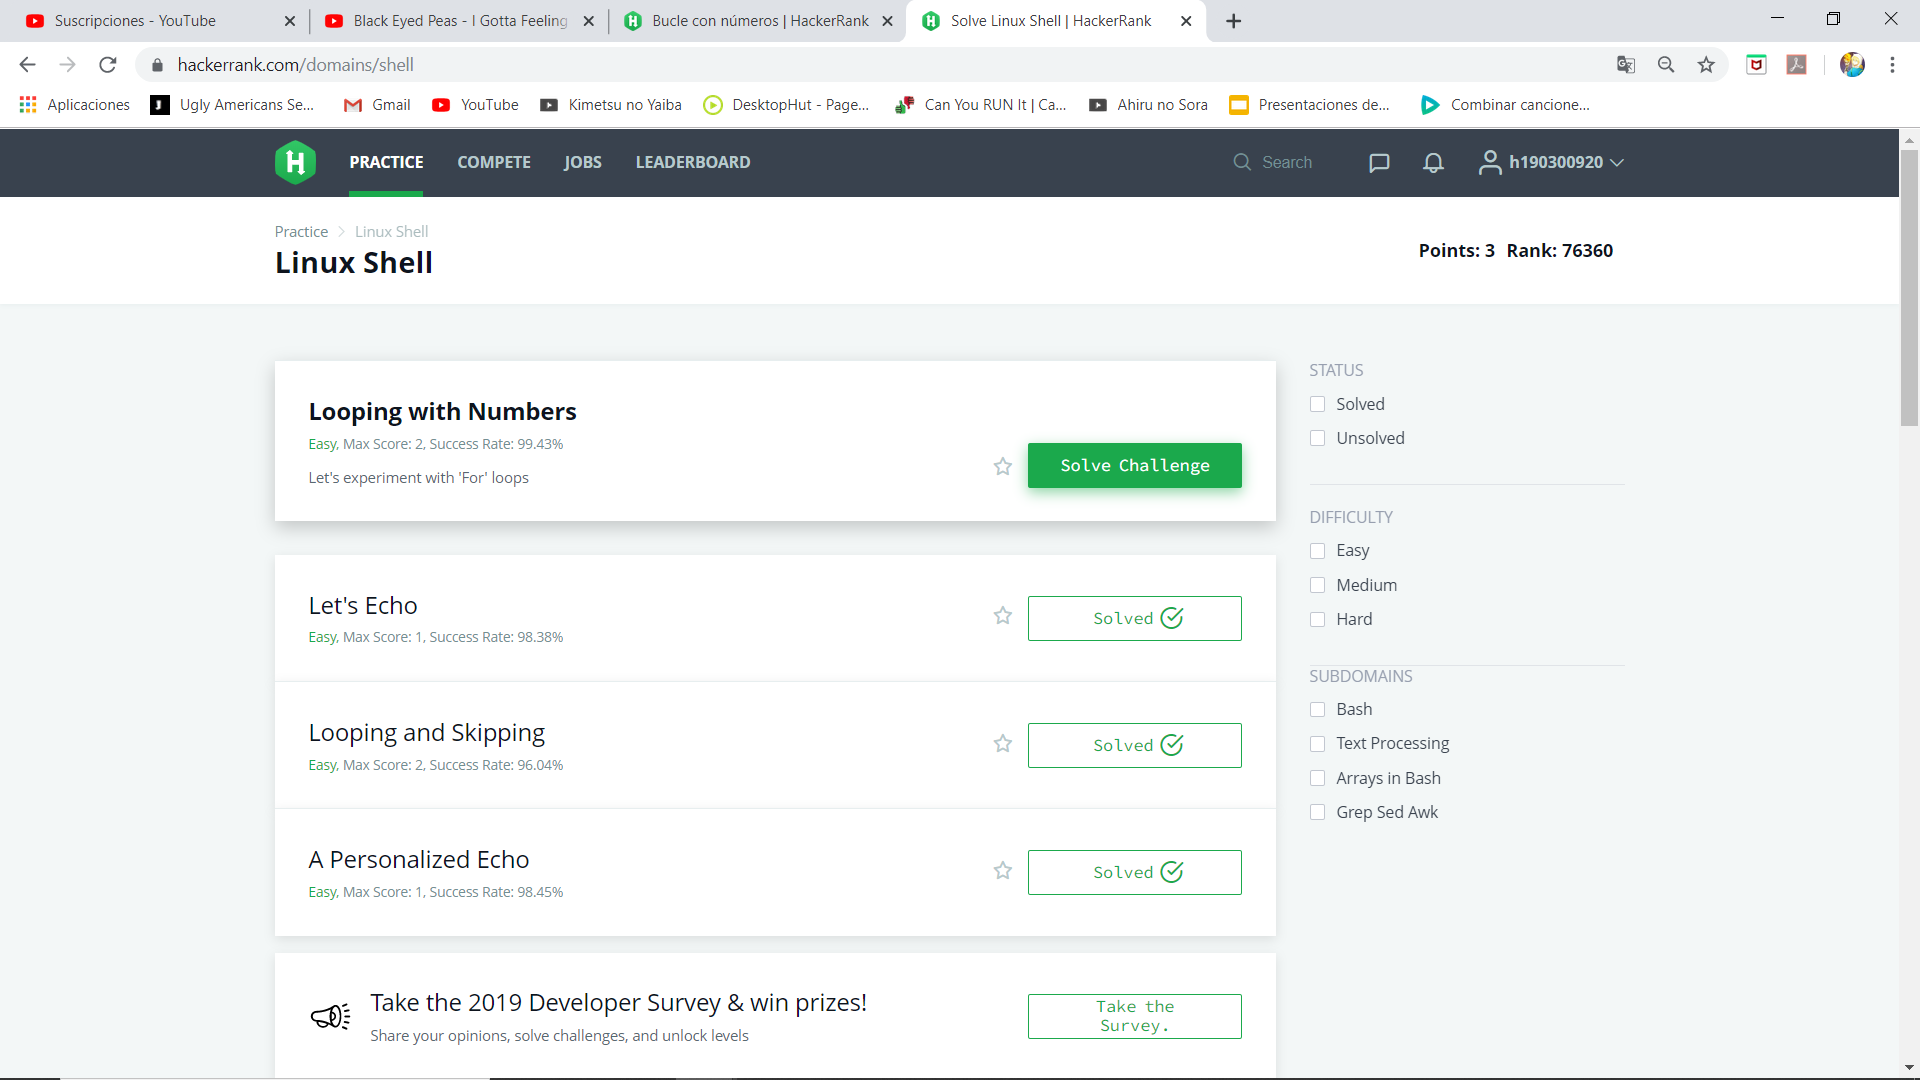 Suscripciones - YouTube
Black Eyed Peas - I Gotta Feeling
Bucle con números | HackerRank
Solve Linux Shell | HackerRank
hackerrank.com/domains/shell
Aplicaciones
Ugly Americans Se...
Gmail
YouTube
Kimetsu no Yaiba
DesktopHut - Page...
Can You RUN It | Ca...
Ahiru no Sora
Presentaciones de...
Combinar cancione...
PRACTICE
COMPETE
JOBS
LEADERBOARD
Search
h190300920
Practice > Linux Shell
Linux Shell
Points: 3 Rank: 76360
Looping with Numbers
Easy, Max Score: 2, Success Rate: 99.43%
Let's experiment with 'For' loops
Solve Challenge
Let's Echo
Easy, Max Score: 1, Success Rate: 98.38%
Solved
Looping and Skipping
Easy, Max Score: 2, Success Rate: 96.04%
Solved
A Personalized Echo
Easy, Max Score: 1, Success Rate: 98.45%
Solved
Take the 2019 Developer Survey & win prizes!
Share your opinions, solve challenges, and unlock levels
Take the
Survey.
STATUS
Solved
Unsolved
DIFFICULTY
Easy
Medium
Hard
SUBDOMAINS
Bash
Text Processing
Arrays in Bash
Grep Sed Awk